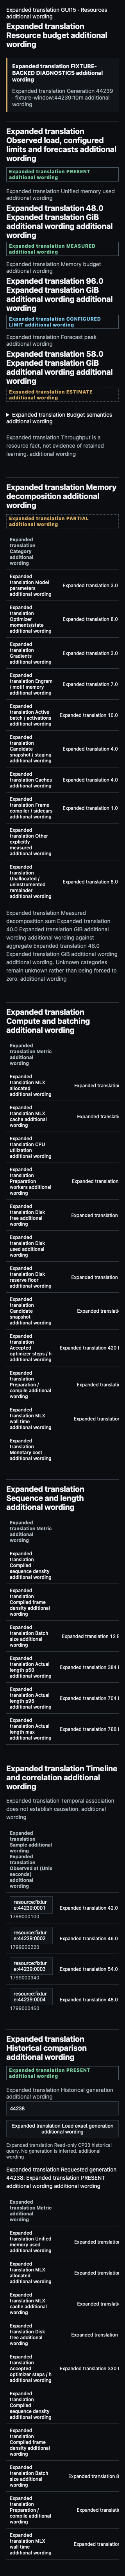 Expanded translation GUI15 · Resources
additional wording
Expanded translation
Resource budget additional
wording
Expanded translation FIXTURE-
BACKED DIAGNOSTICS additional
wording
Expanded translation Generation 44239
· fixture-window:44239:10m additional
wording
Expanded translation
Observed load, configured
limits and forecasts additional
wording
Expanded translation PRESENT
additional wording
Expanded translation Unified memory used
additional wording
Expanded translation 48.0
Expanded translation GiB
additional wording additional
wording
Expanded translation MEASURED
additional wording
Expanded translation Memory budget
additional wording
Expanded translation 96.0
Expanded translation GiB
additional wording additional
wording
Expanded translation CONFIGURED
LIMIT additional wording
Expanded translation Forecast peak
additional wording
Expanded translation 58.0
Expanded translation GiB
additional wording additional
wording
Expanded translation ESTIMATE
additional wording
▶ Expanded translation Budget semantics
additional wording
Expanded translation Throughput is a
resource fact, not evidence of retained
learning. additional wording
Expanded translation Memory
decomposition additional
wording
Expanded translation PARTIAL
additional wording
Expanded
translation
Category
additional
wording
Expanded
translation Model
parameters
additional wording
Expanded translation 3.0
Expanded
translation
Optimizer
moments/state
additional wording
Expanded translation 8.0
Expanded
translation
Gradients
additional wording
Expanded translation 3.0
Expanded
translation Engram
/ motif memory
additional wording
Expanded translation 7.0
Expanded
translation Active
batch / activations
additional wording
Expanded translation 10.0
Expanded
translation
Candidate
snapshot / staging
additional wording
Expanded translation 4.0
Expanded
translation Caches
additional wording
Expanded translation 4.0
Expanded
translation Frame
compiler / sidecars
additional wording
Expanded translation 1.0
Expanded
translation Other
explicitly
measured
additional wording
Expanded
translation
Unallocated /
uninstrumented
remainder
additional wording
Expanded translation 8.0
Expanded translation Measured
decomposition sum Expanded translation
40.0 Expanded translation GiB additional
wording additional wording against
aggregate Expanded translation 48.0
Expanded translation GiB additional wording
additional wording. Unknown categories
remain unknown rather than being forced to
zero. additional wording
Expanded translation
Compute and batching
additional wording
Expanded
translation Metric
additional
wording
Expanded
translation MLX
allocated
additional wording
Expanded translation
Expanded
translation MLX
cache additional
wording
Expanded
translation CPU
utilization
additional wording
Expanded
translation
Preparation
workers additional
wording
Expanded translation
Expanded
translation Disk
free additional
wording
Expanded translation
Expanded
translation Disk
used additional
wording
Expanded
translation Disk
reserve floor
additional wording
Expanded translation
Expanded
translation
Candidate
snapshot
additional wording
Expanded
translation
Accepted
optimizer steps / h
additional wording
Expanded translation 420
Expanded
translation
Preparation /
compile additional
wording
Expanded
translation MLX
wall time
additional wording
Expanded translation
Expanded
translation
Monetary cost
additional wording
Expanded translation
Sequence and length
additional wording
Expanded
translation Metric
additional
wording
Expanded
translation
Compiled
sequence density
additional wording
Expanded
translation
Compiled frame
density additional
wording
Expanded
translation Batch
size additional
wording
Expanded translation 12
Expanded
translation Actual
length p50
additional wording
Expanded translation 384
Expanded
translation Actual
length p95
additional wording
Expanded translation 704
Expanded
translation Actual
length max
additional wording
Expanded translation 768
Expanded translation Timeline
and correlation additional
wording
Expanded translation Temporal association
does not establish causation. additional
wording
Expanded
translation
Sample additional
wording
Expanded
translation
Observed at (Unix
seconds)
additional
wording
resource:fixtur
e:44239:0001
1799000100
Expanded translation 42.0
resource:fixtur
e:44239:0002
1799000220
Expanded translation 46.0
resource:fixtur
e:44239:0003
1799000340
Expanded translation 54.0
resource:fixtur
e:44239:0004
1799000460
Expanded translation 48.0
Expanded translation
Historical comparison
additional wording
Expanded translation PRESENT
additional wording
Expanded translation Historical generation
additional wording
44238
Expanded translation Load exact generation
additional wording
Expanded translation Read-only CP03 historical
query. No generation is inferred. additional
wording
Expanded translation Requested generation
44238: Expanded translation PRESENT
additional wording additional wording
Expanded
translation Metric
additional
wording
Expanded
translation Unified
memory used
additional wording
Expanded translation
Expanded
translation MLX
allocated
additional wording
Expanded translation
Expanded
translation MLX
cache additional
wording
Expanded
translation Disk
free additional
wording
Expanded translation
Expanded
translation
Accepted
optimizer steps / h
additional wording
Expanded translation 330
Expanded
translation
Compiled
sequence density
additional wording
Expanded
translation
Compiled frame
density additional
wording
Expanded
translation Batch
size additional
wording
Expanded translation 8
Expanded
translation
Preparation /
compile additional
wording
Expanded
translation MLX
wall time
additional wording
Expanded translation